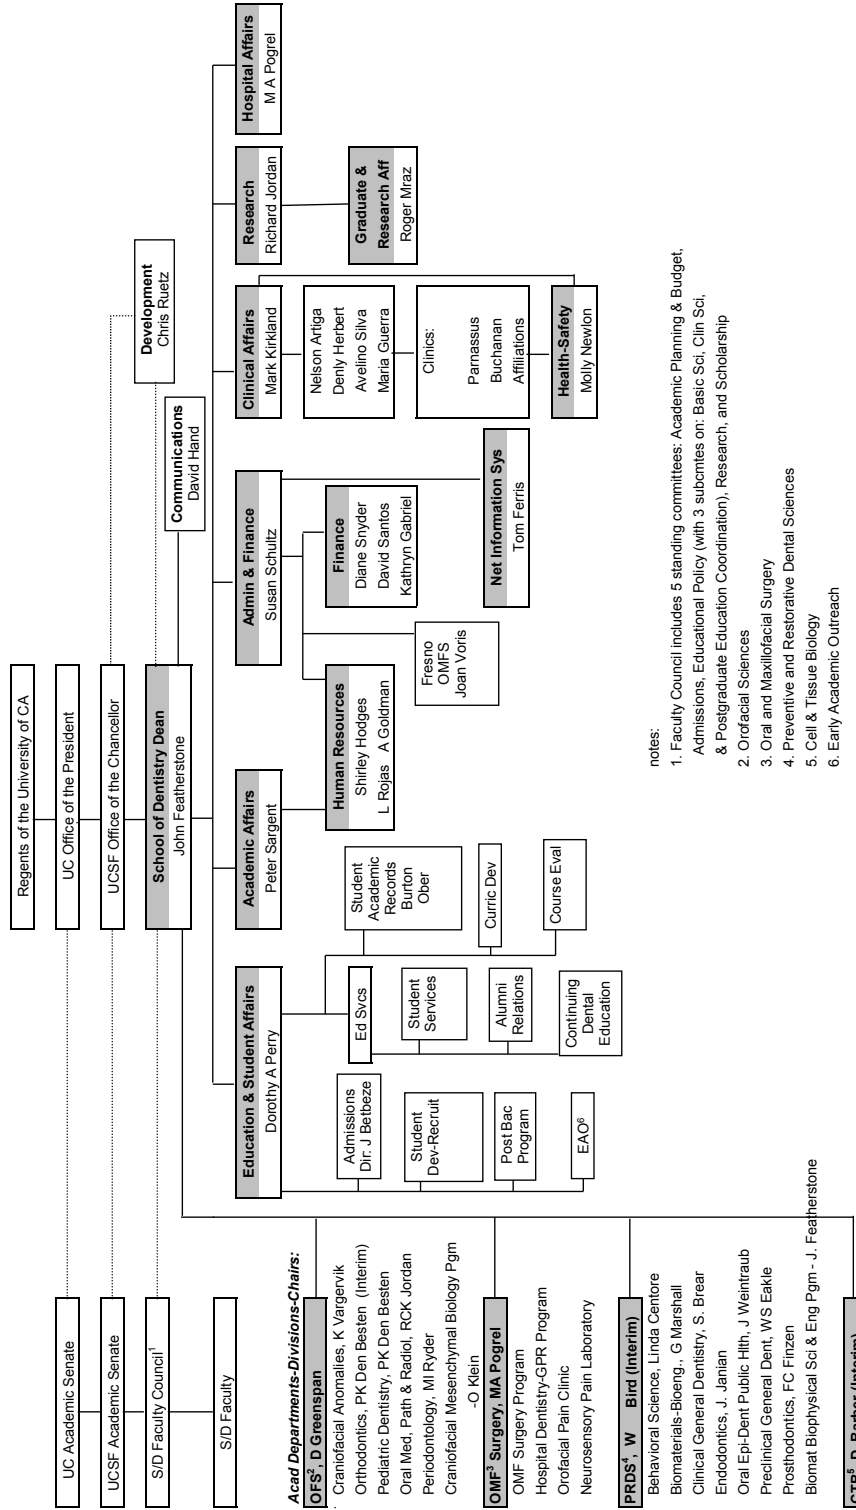 Regents of the University of CA
UC Office of the President
UC Academic Senate
UCSF Office of the Chancellor
UCSF Academic Senate
School of Dentistry Dean
John Featherstone
S/D Faculty Council¹
S/D Faculty
Development
Chris Ruetz
Communications
David Hand
Education & Student Affairs
Dorothy A Perry
Academic Affairs
Peter Sargent
Admin & Finance
Susan Schultz
Clinical Affairs
Mark Kirkland
Research
Richard Jordan
Hospital Affairs
M A Pogrel
Admissions
Dir. J Betbeze
Student
Dev-Recruit
Post Bac
Program
EAO⁶
Ed Svcs
Student
Services
Alumni
Relations
Continuing
Dental
Education
Student
Academic
Records
Burton
Ober
Curric Dev
Course Eval
Human Resources
Shirley Hodges
L Rojas A Goldman
Fresno
OMFS
Joan Voris
Finance
Diane Snyder
David Santos
Kathryn Gabriel
Net Information Sys
Tom Ferris
Nelson Artiga
Denly Herbert
Avelino Silva
Maria Guerra
Clinics:
Parnassus
Buchanan
Affiliations
Health-Safety
Molly Newlon
Graduate &
Research Aff
Roger Mraz
Acad Departments-Divisions-Chairs:
OFS², D Greenspan
Craniofacial Anomalies, K Vargervik
Orthodontics, PK Den Besten (Interim)
Pediatric Dentistry, PK Den Besten
Oral Med, Path & Radiol, RCK Jordan
Periodontology, MI Ryder
Craniofacial Mesenchymal Biology Pgm
-O Klein
OMF³ Surgery, MA Pogrel
OMF Surgery Program
Hospital Dentistry-GPR Program
Orofacial Pain Clinic
Neurosensory Pain Laboratory
PRDS⁴, W Bird (Interim)
Behavioral Science, Linda Centore
Biomaterials-Bioeng., G Marshall
Clinical General Dentistry, S. Brear
Endodontics, J. Janian
Oral Epi-Dent Public Hlth, J Weintraub
Preclinical General Dent, WS Eakle
Prosthodontics, FC Finzen
Biomat Biophysical Sci & Eng Pgm - J. Featherstone
CTB⁵, D. Barber (Interim)
notes:
1. Faculty Council includes 5 standing committees: Academic Planning & Budget,
Admissions, Educational Policy (with 3 subcmtes on: Basic Sci, Clin Sci,
& Postgraduate Education Coordination), Research, and Scholarship
2. Orofacial Sciences
3. Oral and Maxillofacial Surgery
4. Preventive and Restorative Dental Sciences
5. Cell & Tissue Biology
6. Early Academic Outreach